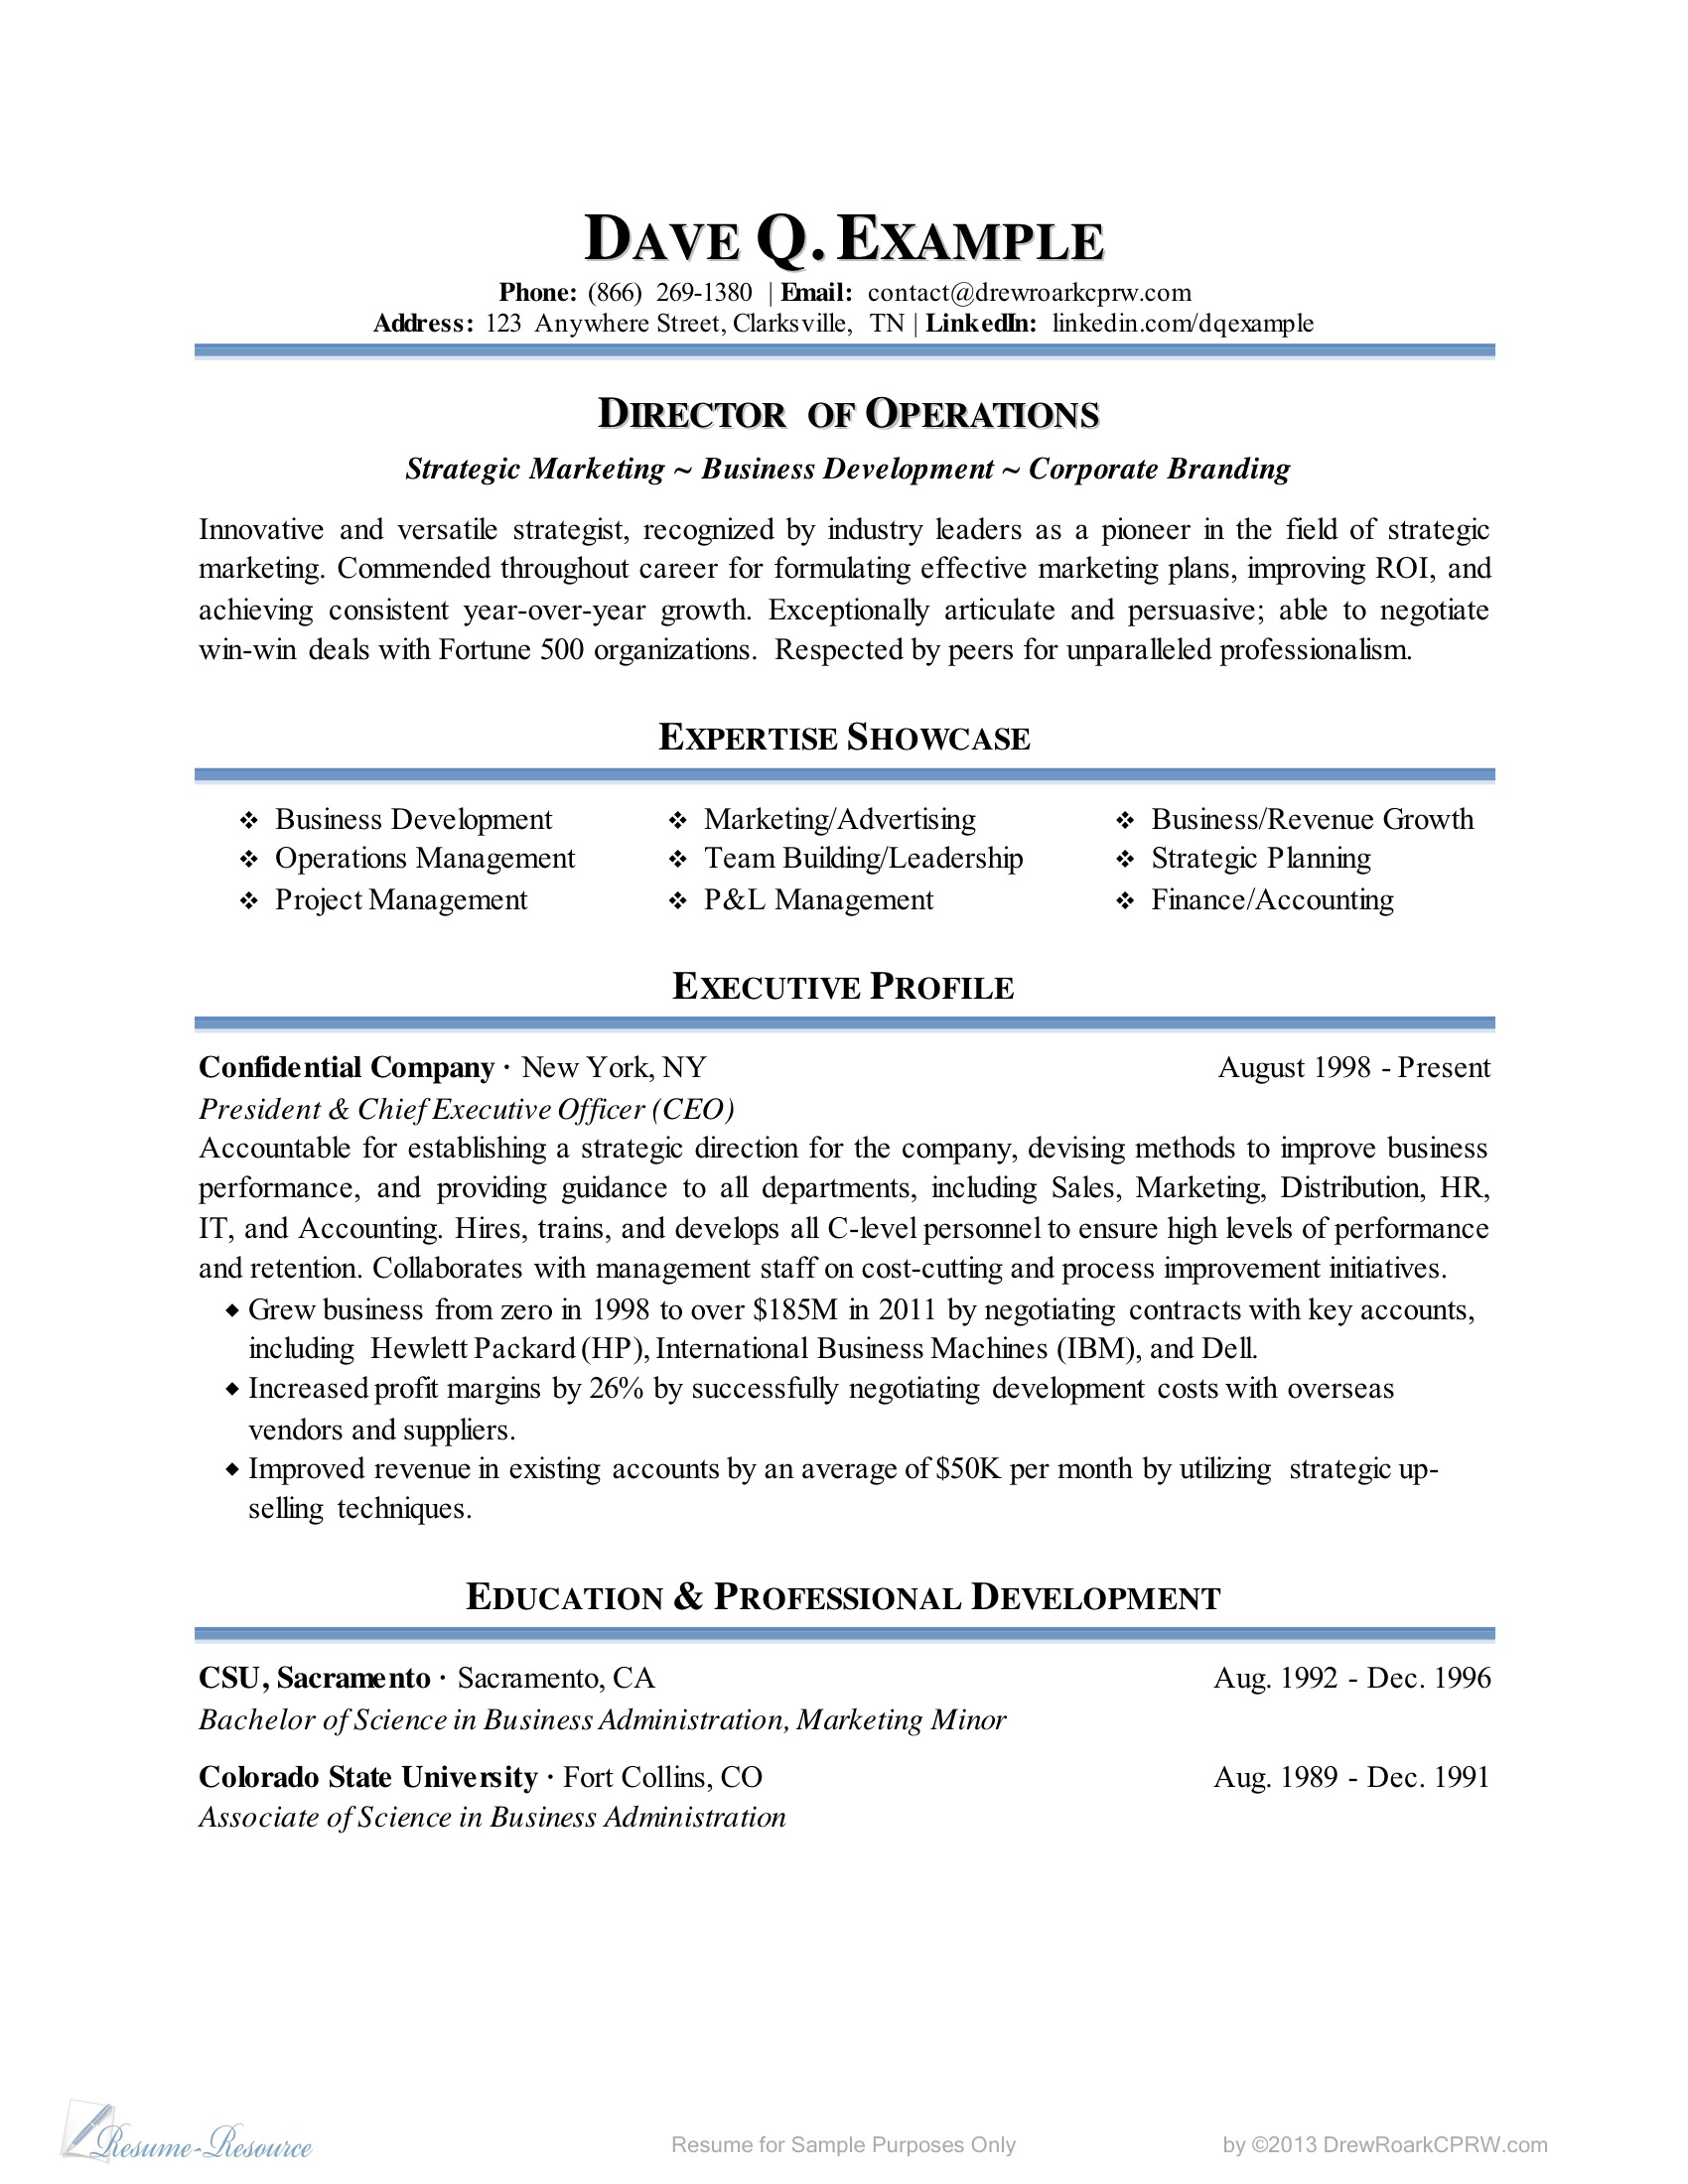 DAVE Q. EXAMPLE
Phone: (866) 269-1380 | Email: contact@drewroarkcprw.com
Address: 123 Anywhere Street, Clarksville, TN | LinkedIn: linkedin.com/dqexample
DIRECTOR OF OPERATIONS
Strategic Marketing ~ Business Development ~ Corporate Branding
Innovative and versatile strategist, recognized by industry leaders as a pioneer in the field of strategic
marketing. Commended throughout career for formulating effective marketing plans, improving ROI, and
achieving consistent year-over-year growth. Exceptionally articulate and persuasive; able to negotiate
win-win deals with Fortune 500 organizations. Respected by peers for unparalleled professionalism.
EXPERTISE SHOWCASE
❖ Business Development ❖ Marketing/Advertising ❖ Business/Revenue Growth
❖ Operations Management ❖ Team Building/Leadership ❖ Strategic Planning
❖ Project Management ❖ P&L Management ❖ Finance/Accounting
EXECUTIVE PROFILE
Confidential Company · New York, NY August 1998 - Present
President & Chief Executive Officer (CEO)
Accountable for establishing a strategic direction for the company, devising methods to improve business
performance, and providing guidance to all departments, including Sales, Marketing, Distribution, HR,
IT, and Accounting. Hires, trains, and develops all C-level personnel to ensure high levels of performance
and retention. Collaborates with management staff on cost-cutting and process improvement initiatives.
◆ Grew business from zero in 1998 to over $185M in 2011 by negotiating contracts with key accounts,
including Hewlett Packard (HP), International Business Machines (IBM), and Dell.
◆ Increased profit margins by 26% by successfully negotiating development costs with overseas
vendors and suppliers.
◆ Improved revenue in existing accounts by an average of $50K per month by utilizing strategic up-
selling techniques.
EDUCATION & PROFESSIONAL DEVELOPMENT
CSU, Sacramento · Sacramento, CA Aug. 1992 - Dec. 1996
Bachelor of Science in Business Administration, Marketing Minor
Colorado State University · Fort Collins, CO Aug. 1989 - Dec. 1991
Associate of Science in Business Administration
Resume-Resource Resume for Sample Purposes Only by ©2013 DrewRoarkCPRW.com